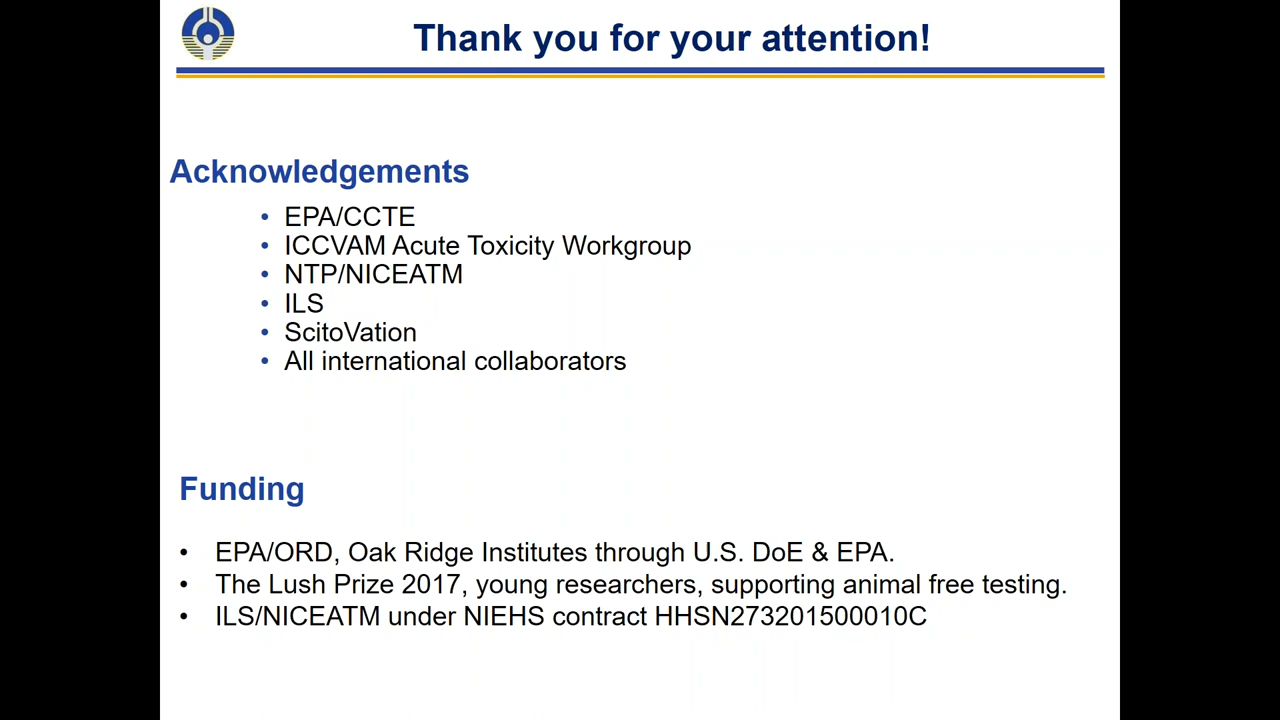 Thank you for your attention!
Acknowledgements
• EPA/CCTE
• ICCVAM Acute Toxicity Workgroup
• NTP/NICEATM
• ILS
• ScitoVation
• All international collaborators
Funding
• EPA/ORD, Oak Ridge Institutes through U.S. DoE & EPA.
• The Lush Prize 2017, young researchers, supporting animal free testing.
• ILS/NICEATM under NIEHS contract HHSN273201500010C